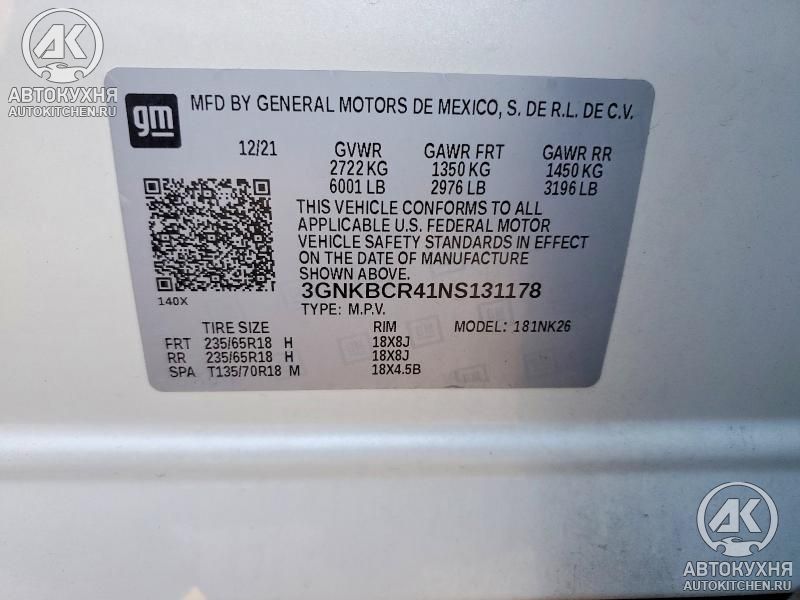 AK
АВТОКУХНЯ
AUTOKITCHEN.RU
gm
MFD BY GENERAL MOTORS DE MEXICO, S. DE R.L. DE C.V.
12/21 GVWR GAWR FRT GAWR RR
2722 KG 1350 KG 1450 KG
6001 LB 2976 LB 3196 LB
THIS VEHICLE CONFORMS TO ALL
APPLICABLE U.S. FEDERAL MOTOR
VEHICLE SAFETY STANDARDS IN EFFECT
ON THE DATE OF MANUFACTURE
SHOWN ABOVE.
140X
3GNKBCR41NS131178
TYPE: M.P.V.
TIRE SIZE RIM MODEL: 181NK26
FRT 235/65R18 H 18X8J
RR 235/65R18 H 18X8J
SPA T135/70R18 M 18X4.5B
AK
АВТОКУХНЯ
AUTOKITCHEN.RU